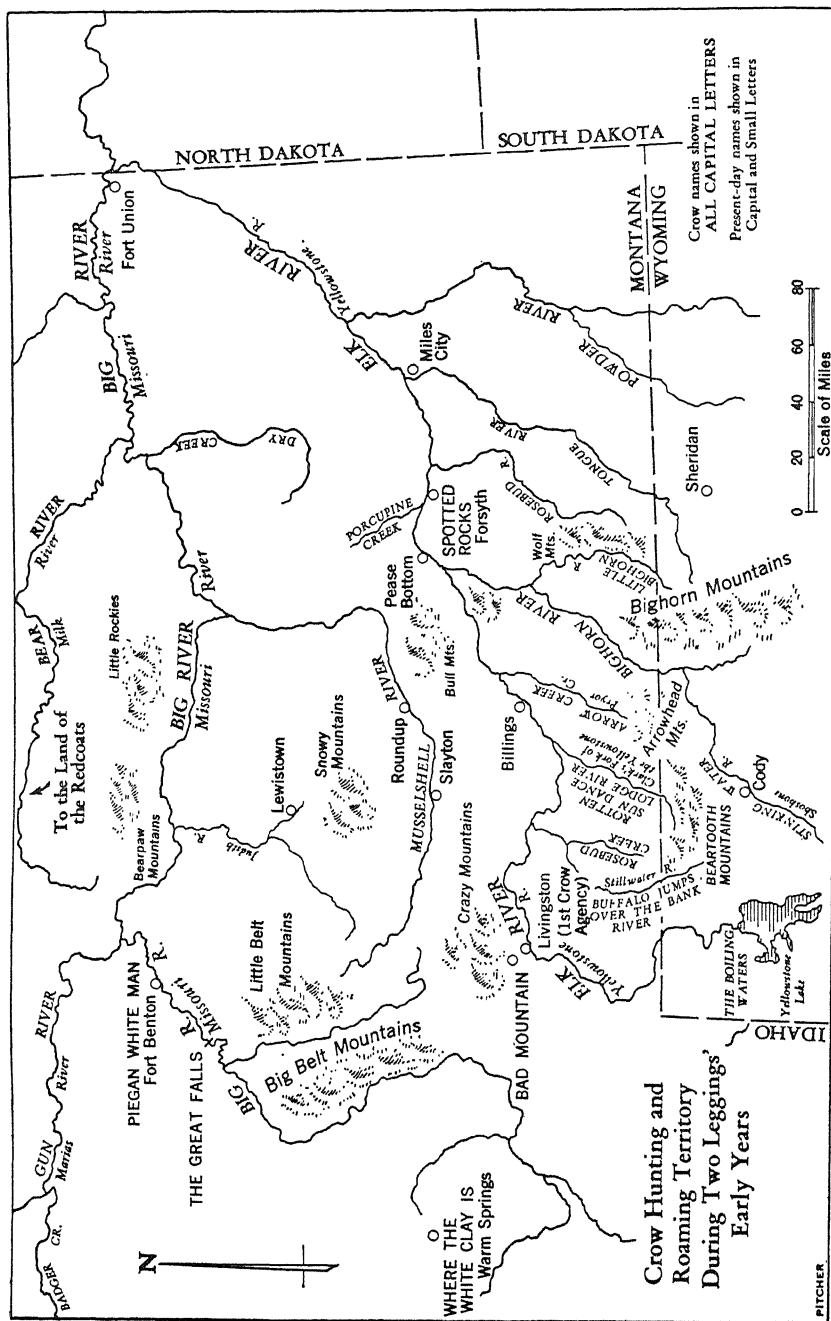 BADGER CR.
GUN RIVER
Marias River
PIEGAN WHITE MAN
Fort Benton
THE GREAT FALLS
BIG R.
Missouri R.
Little Belt
Mountains
Big Belt Mountains
N
WHERE THE
WHITE CLAY IS
Warm Springs
To the Land of
the Redcoats
BEAR RIVER
Milk River
Bearpaw
Mountains
Little Rockies
BIG RIVER
Missouri River
Judith R.
Lewistown
Snowy
Mountains
MUSSELSHELL RIVER
Roundup
Slayton
Bull Mts.
Crazy Mountains
BIG RIVER
Missouri River
Fort Union
DRY CREEK
NORTH DAKOTA
SOUTH DAKOTA
ELK RIVER
Yellowstone R.
Miles
City
PORCUPINE
CREEK
SPOTTED
ROCKS
Forsyth
Pease
Bottom
Billings
BAD MOUNTAIN
Livingston
(1st Crow
Agency)
ELK RIVER
Yellowstone R.
Stillwater R.
BUFFALO JUMPS
OVER THE BANK
RIVER
ROSEBUD
CREEK
ROTTEN
SUN DANCE
LODGE RIVER
Clark's Fork of
the Yellowstone
ARROW CREEK
Pryor Cr.
BIGHORN RIVER
LITTLE
BIGHORN
R.
Wolf
Mts.
ROSEBUD R.
TONGUE RIVER
POWDER RIVER
MONTANA
WYOMING
Sheridan
Bighorn Mountains
Arrowhead
Mts.
BEARTOOTH
MOUNTAINS
STINKING WATER R.
Shoshone
Cody
THE BOILING
WATERS
Yellowstone
Lake
IDAHO
Crow Hunting and
Roaming Territory
During Two Leggings'
Early Years
0 20 40 60 80
Scale of Miles
Crow names shown in
ALL CAPITAL LETTERS
Present-day names shown in
Capital and Small Letters
PITCHER